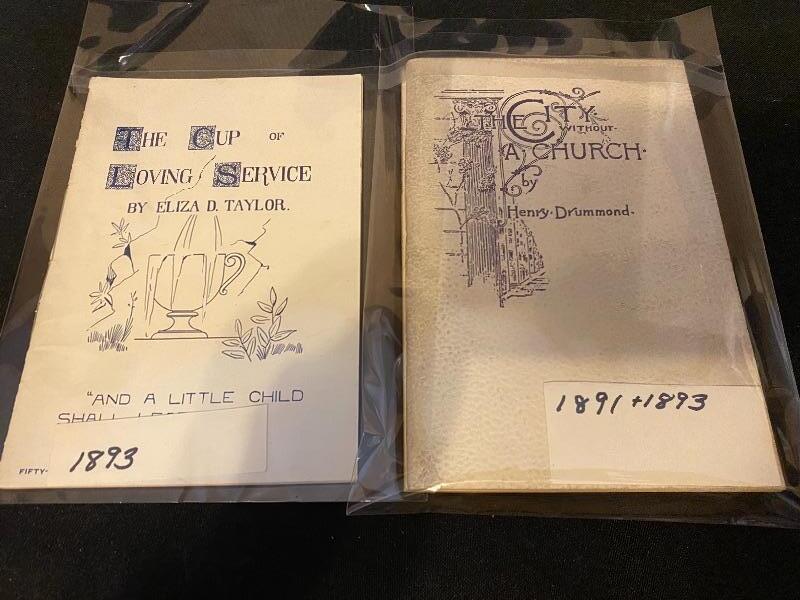 THE CUP OF
LOVING SERVICE
BY ELIZA D. TAYLOR.
"AND A LITTLE CHILD
SHALL
FIFTY-
1893
THE CITY
WITHOUT
A CHURCH.
by
Henry Drummond.
1891 + 1893